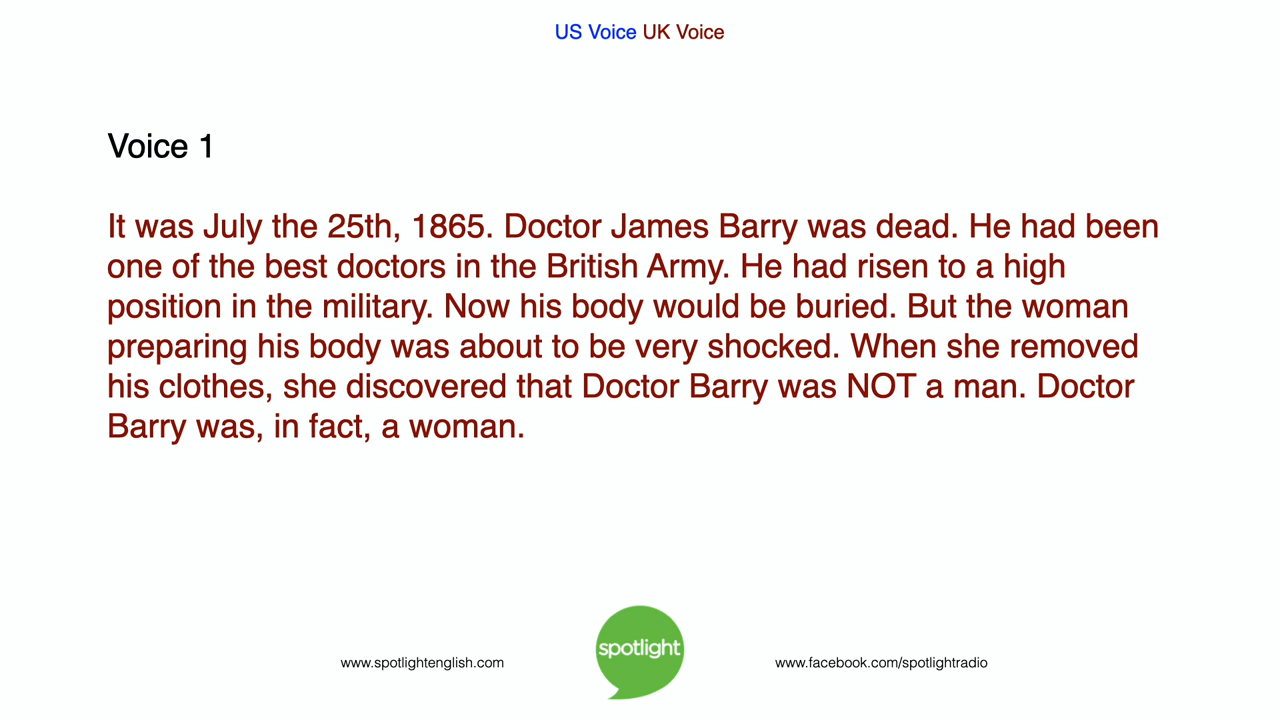 US Voice UK Voice
Voice 1
It was July the 25th, 1865. Doctor James Barry was dead. He had been
one of the best doctors in the British Army. He had risen to a high
position in the military. Now his body would be buried. But the woman
preparing his body was about to be very shocked. When she removed
his clothes, she discovered that Doctor Barry was NOT a man. Doctor
Barry was, in fact, a woman.
www.spotlightenglish.com
spotlight
www.facebook.com/spotlightradio